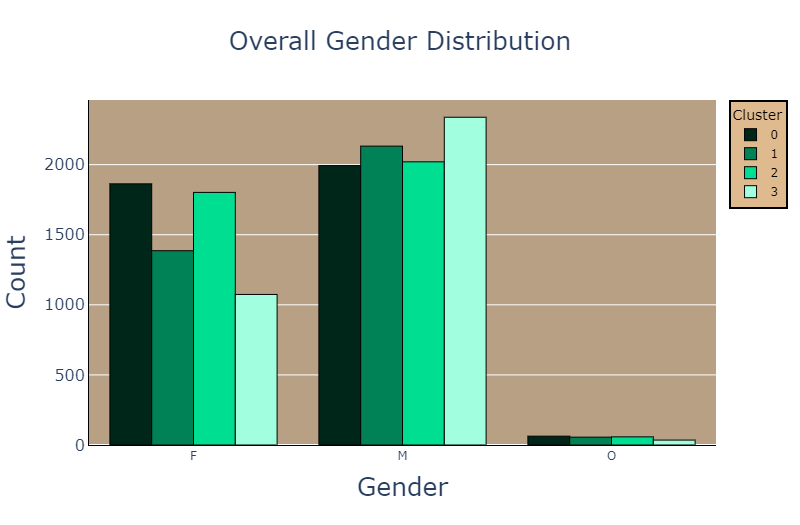 Overall Gender Distribution
Cluster
0
1
2
3
2000
1500
1000
500
0
Count
F M O
Gender